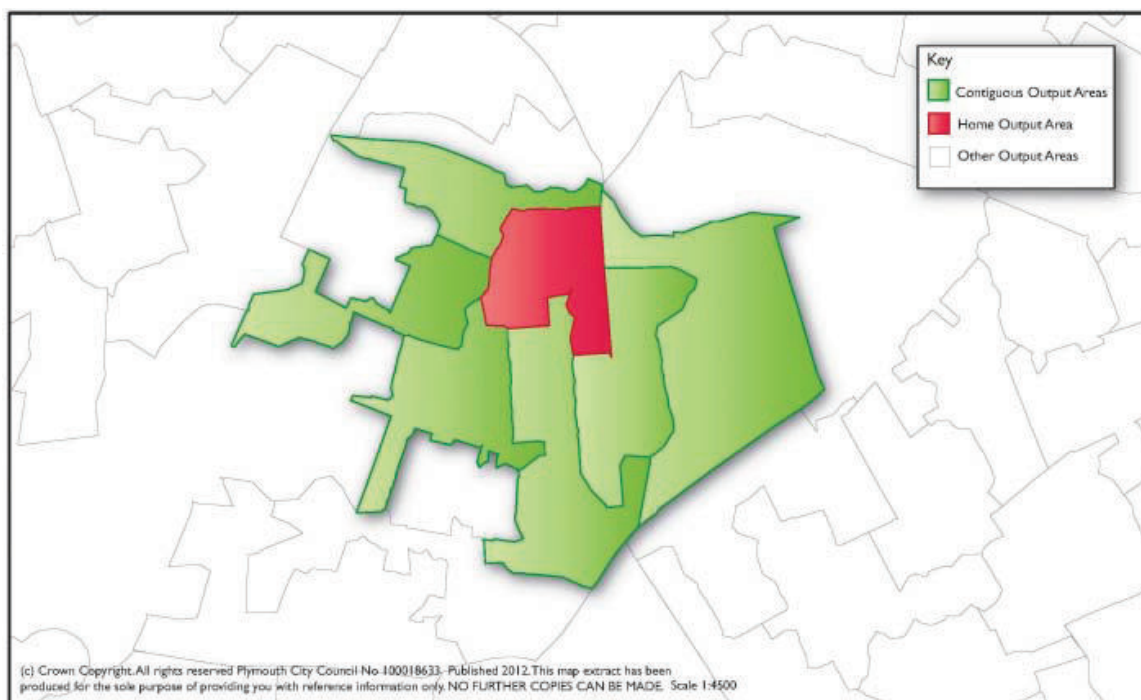 Key
Contiguous Output Areas
Home Output Area
Other Output Areas
(c) Crown Copyright. All rights reserved Plymouth City Council No 100018633. Published 2012. This map extract has been
produced for the sole purpose of providing you with reference information only. NO FURTHER COPIES CAN BE MADE. Scale 1:4500